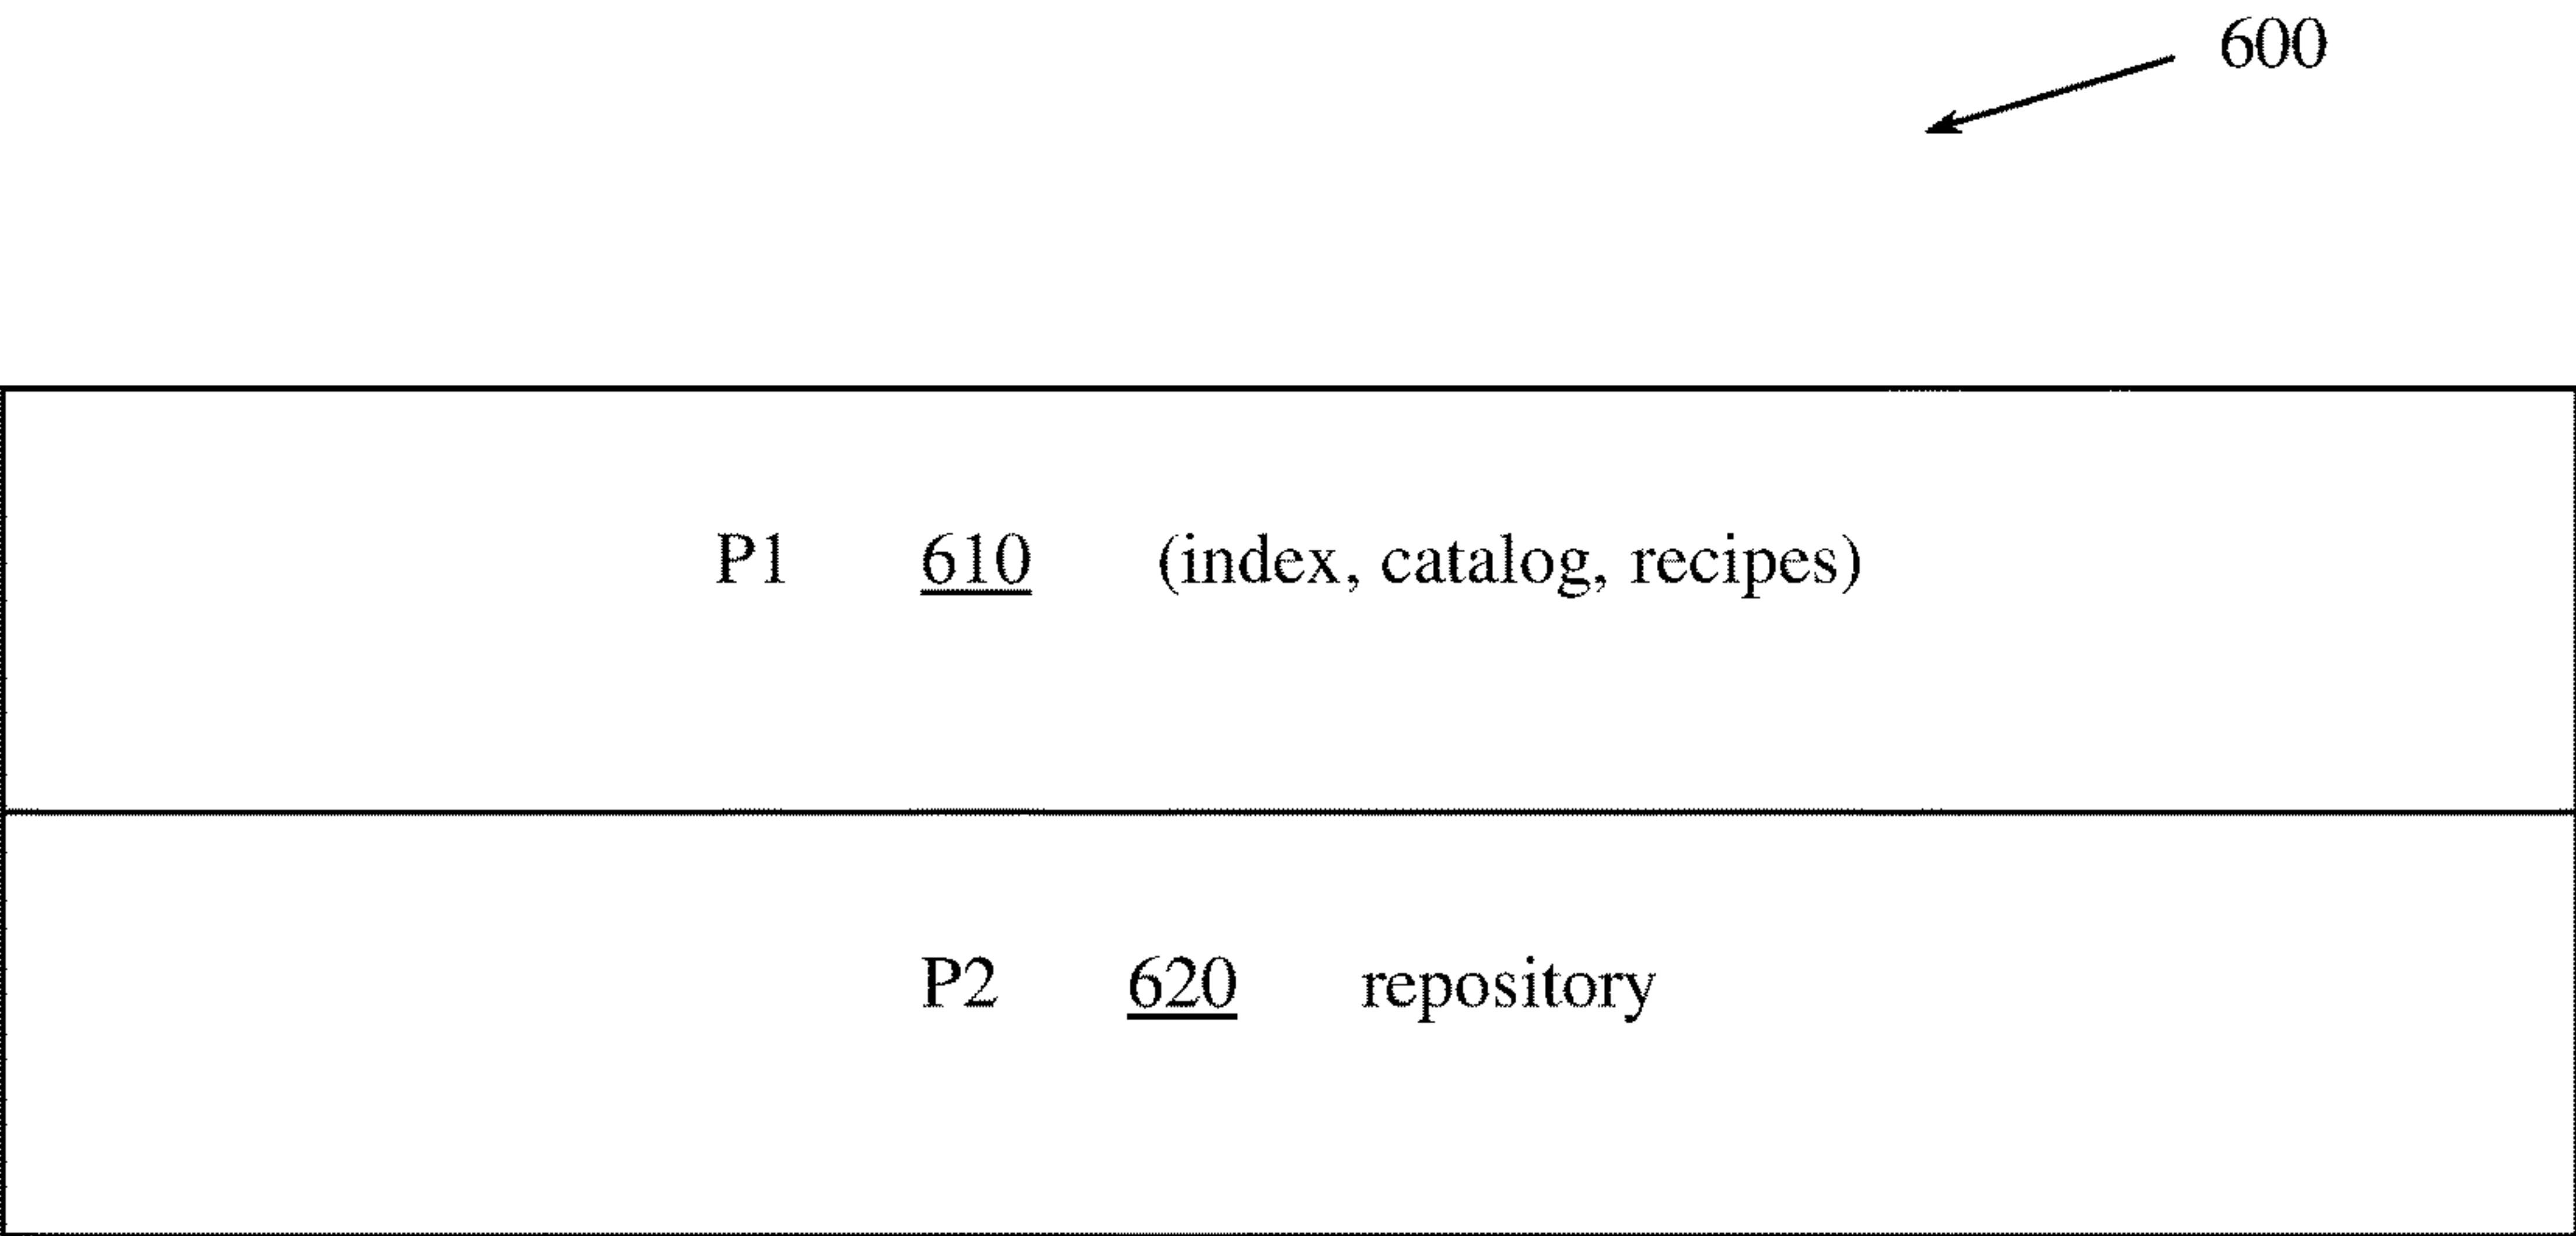 600
P1 610 (index, catalog, recipes)
P2 620 repository